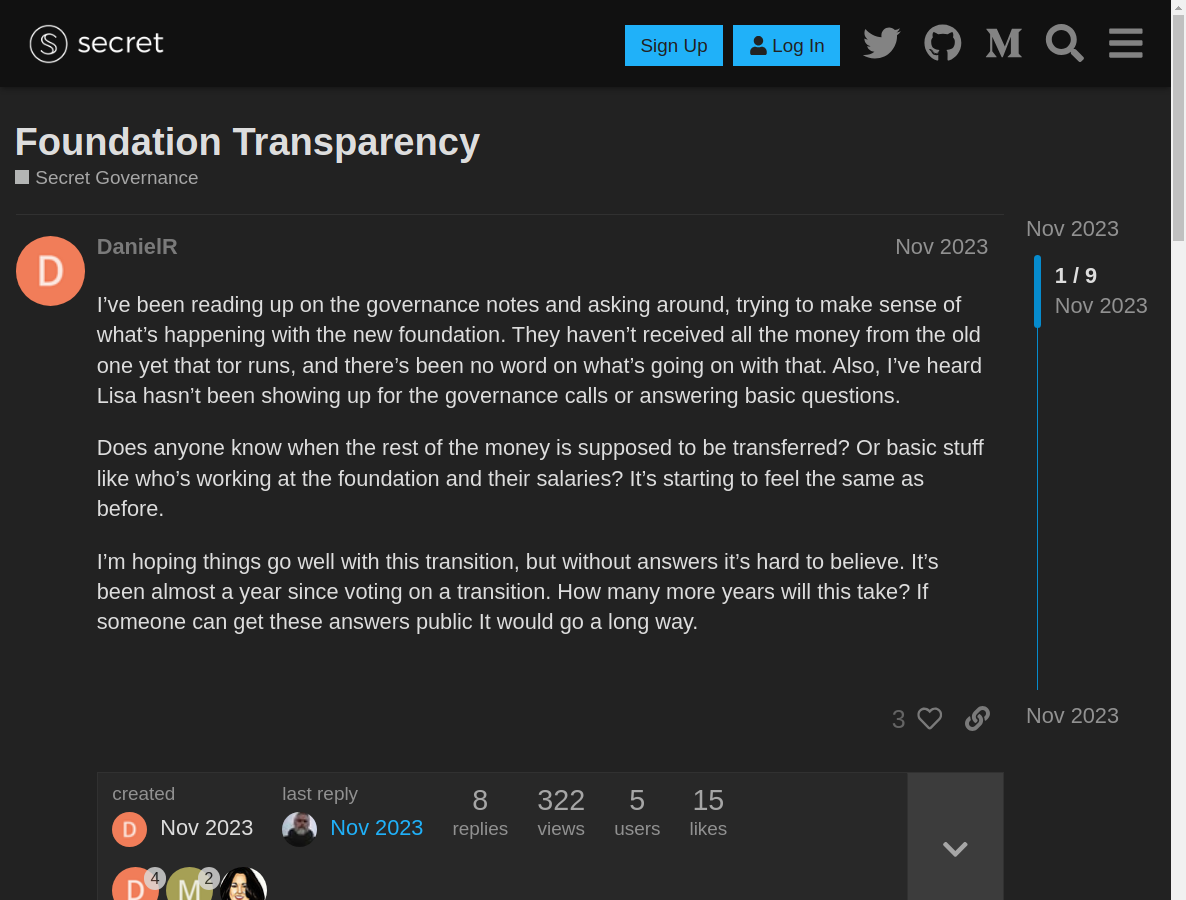 secret
Sign Up
Log In
Foundation Transparency
Secret Governance
DanielR
Nov 2023
I’ve been reading up on the governance notes and asking around, trying to make sense of
what’s happening with the new foundation. They haven’t received all the money from the old
one yet that tor runs, and there’s been no word on what’s going on with that. Also, I’ve heard
Lisa hasn’t been showing up for the governance calls or answering basic questions.
Does anyone know when the rest of the money is supposed to be transferred? Or basic stuff
like who’s working at the foundation and their salaries? It’s starting to feel the same as
before.
I’m hoping things go well with this transition, but without answers it’s hard to believe. It’s
been almost a year since voting on a transition. How many more years will this take? If
someone can get these answers public It would go a long way.
3
Nov 2023
1 / 9
Nov 2023
Nov 2023
created
D Nov 2023
last reply
Nov 2023
8
replies
322
views
5
users
15
likes
D 4
M 2